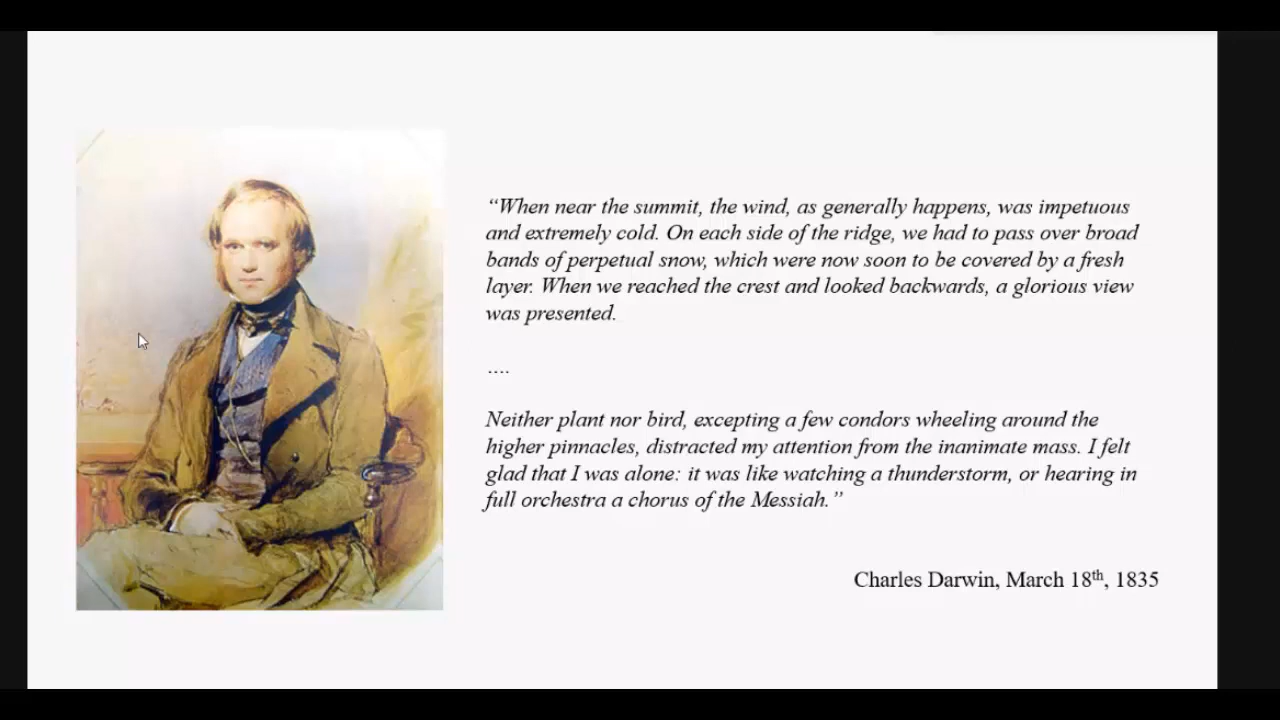 “When near the summit, the wind, as generally happens, was impetuous
and extremely cold. On each side of the ridge, we had to pass over broad
bands of perpetual snow, which were now soon to be covered by a fresh
layer. When we reached the crest and looked backwards, a glorious view
was presented.
....
Neither plant nor bird, excepting a few condors wheeling around the
higher pinnacles, distracted my attention from the inanimate mass. I felt
glad that I was alone: it was like watching a thunderstorm, or hearing in
full orchestra a chorus of the Messiah.”
Charles Darwin, March 18th, 1835